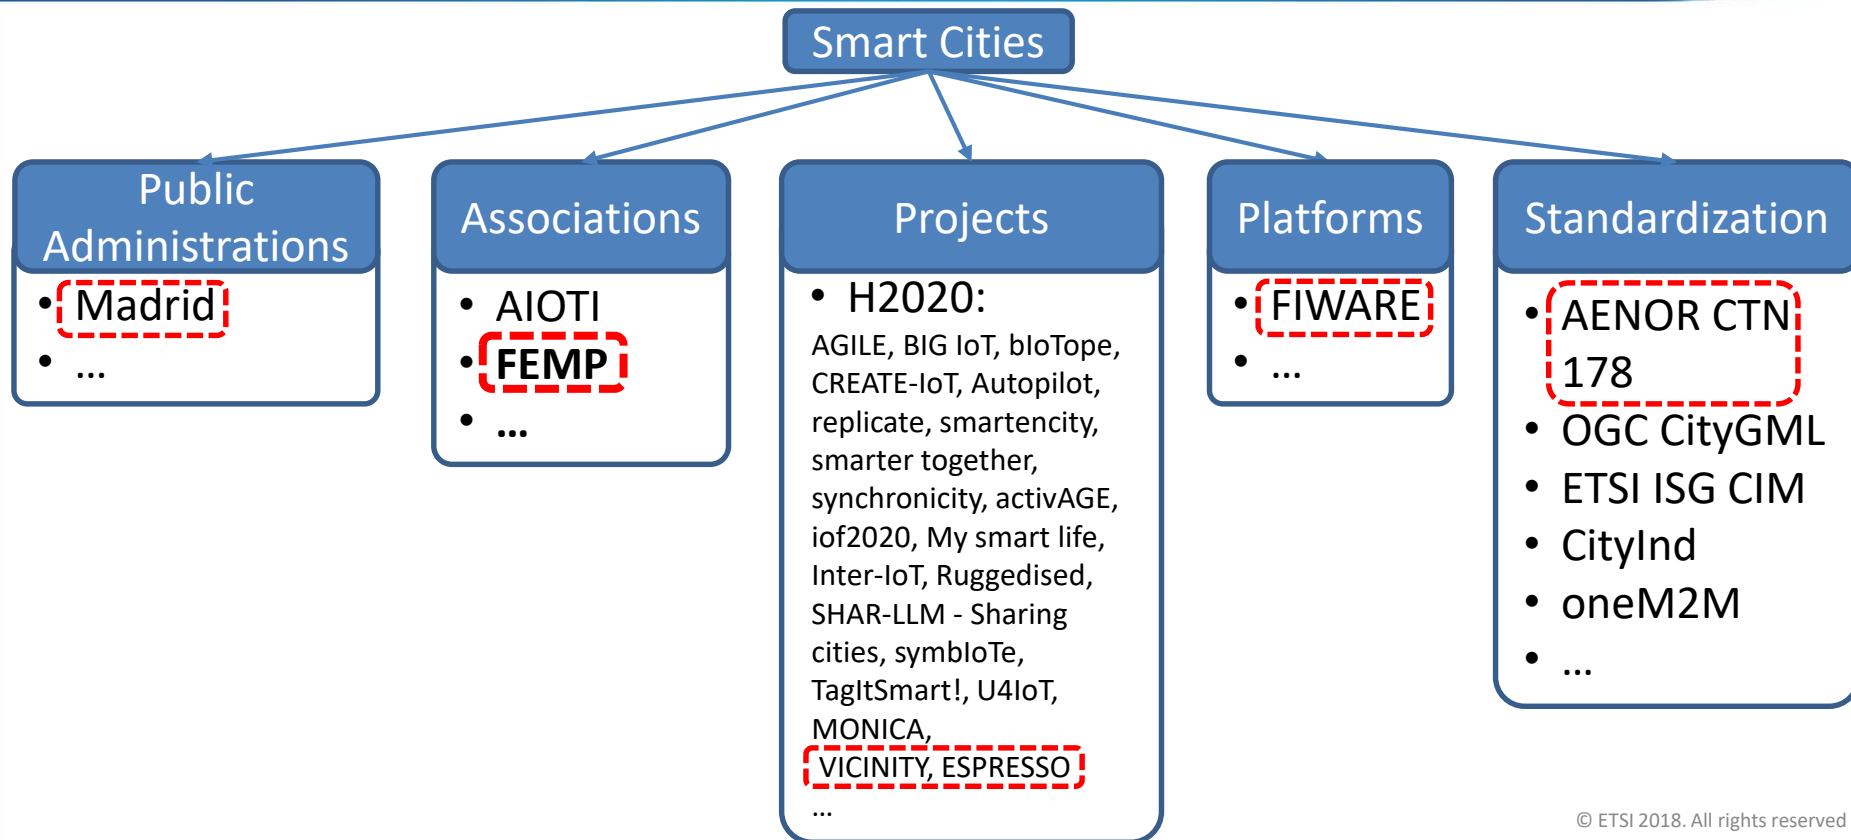 Smart Cities
Public
Administrations
• Madrid
• ...
Associations
• AIOTI
• FEMP
• ...
Projects
• H2020:
AGILE, BIG IoT, bIoTope,
CREATE-IoT, Autopilot,
replicate, smartencity,
smarter together,
synchronicity, activAGE,
iof2020, My smart life,
Inter-IoT, Ruggedised,
SHAR-LLM - Sharing
cities, symbIoTe,
TagItSmart!, U4IoT,
MONICA,
VICINITY, ESPRESSO
...
Platforms
• FIWARE
• ...
Standardization
• AENOR CTN
178
• OGC CityGML
• ETSI ISG CIM
• CityInd
• oneM2M
• ...
© ETSI 2018. All rights reserved